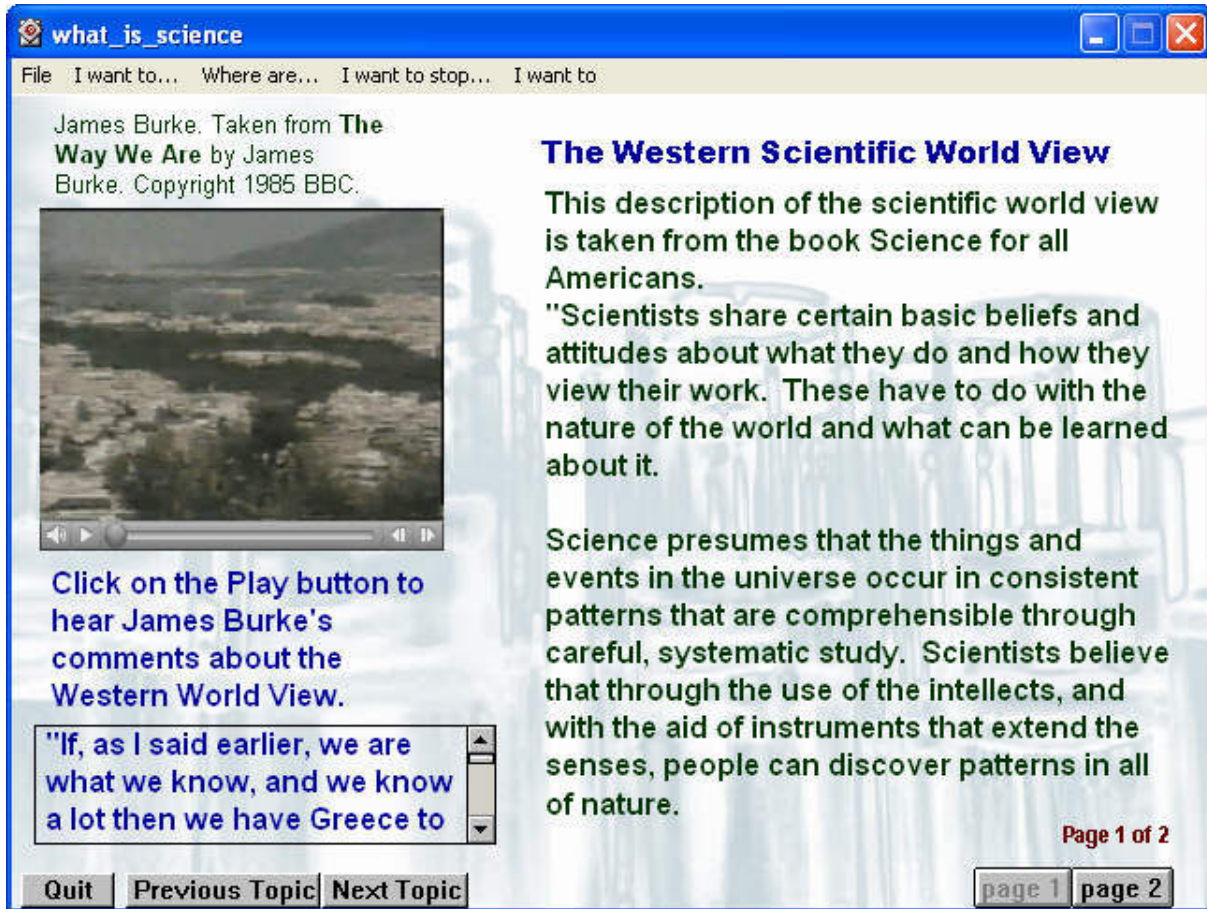 what_is_science
File I want to... Where are... I want to stop... I want to
James Burke. Taken from The
Way We Are by James
Burke. Copyright 1985 BBC.
Click on the Play button to
hear James Burke's
comments about the
Western World View.
"If, as I said earlier, we are
what we know, and we know
a lot then we have Greece to
The Western Scientific World View
This description of the scientific world view
is taken from the book Science for all
Americans.
"Scientists share certain basic beliefs and
attitudes about what they do and how they
view their work. These have to do with the
nature of the world and what can be learned
about it.
Science presumes that the things and
events in the universe occur in consistent
patterns that are comprehensible through
careful, systematic study. Scientists believe
that through the use of the intellects, and
with the aid of instruments that extend the
senses, people can discover patterns in all
of nature.
Page 1 of 2
Quit Previous Topic Next Topic
page 1 page 2